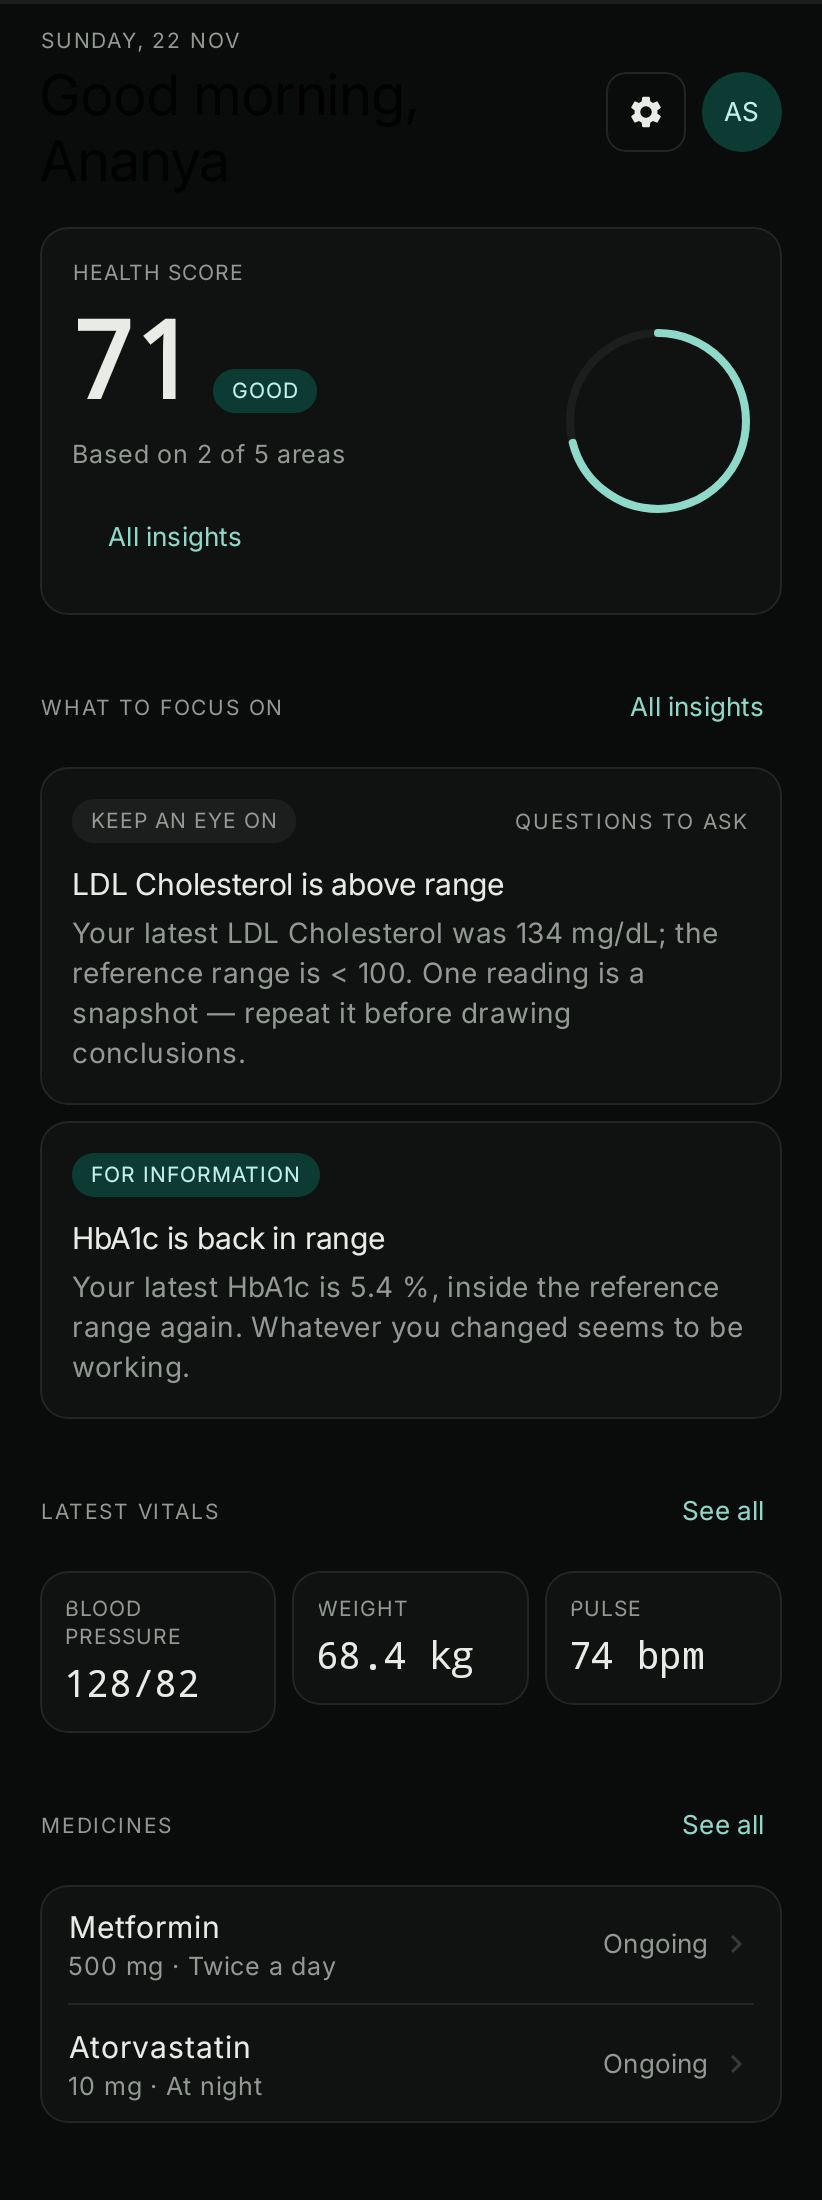 SUNDAY, 22 NOV
Good morning,
Ananya
AS
HEALTH SCORE
71
GOOD
Based on 2 of 5 areas
All insights
WHAT TO FOCUS ON
All insights
KEEP AN EYE ON
QUESTIONS TO ASK
LDL Cholesterol is above range
Your latest LDL Cholesterol was 134 mg/dL; the
reference range is < 100. One reading is a
snapshot — repeat it before drawing
conclusions.
FOR INFORMATION
HbA1c is back in range
Your latest HbA1c is 5.4 %, inside the reference
range again. Whatever you changed seems to be
working.
LATEST VITALS
See all
BLOOD
PRESSURE
128/82
WEIGHT
68.4 kg
PULSE
74 bpm
MEDICINES
See all
Metformin
500 mg · Twice a day
Ongoing
Atorvastatin
10 mg · At night
Ongoing